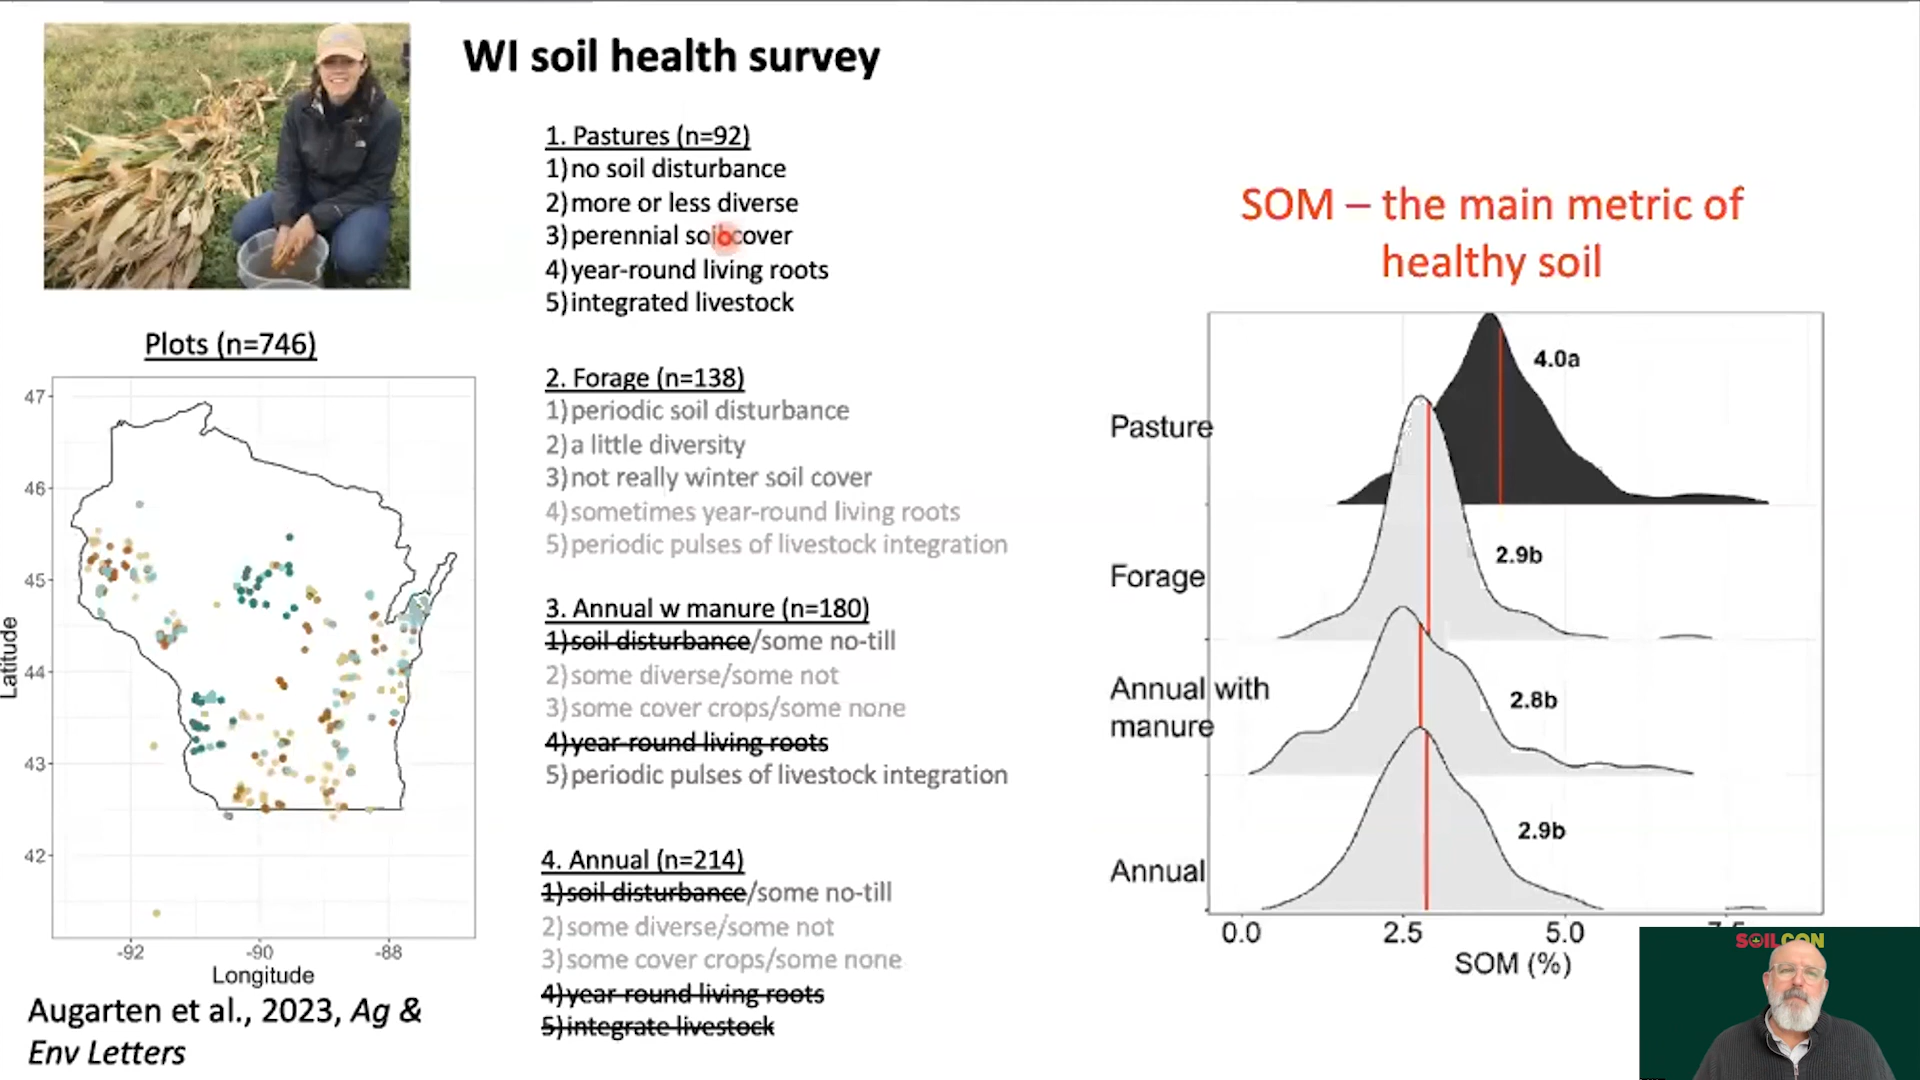 WI soil health survey
1. Pastures (n=92)
1) no soil disturbance
2) more or less diverse
3) perennial soil cover
4) year-round living roots
5) integrated livestock
2. Forage (n=138)
1) periodic soil disturbance
2) a little diversity
3) not really winter soil cover
4) sometimes year-round living roots
5) periodic pulses of livestock integration
3. Annual w manure (n=180)
1) soil disturbance/some no-till
2) some diverse/some not
3) some cover crops/some none
4) year-round living roots
5) periodic pulses of livestock integration
4. Annual (n=214)
1) soil disturbance/some no-till
2) some diverse/some not
3) some cover crops/some none
4) year-round living roots
5) integrate livestock
Plots (n=746)
47
46
45
44
43
42
Latitude
-92 -90 -88
Longitude
Augarten et al., 2023, Ag &
Env Letters
SOM – the main metric of
healthy soil
Pasture
4.0a
Forage
2.9b
Annual with
manure
2.8b
Annual
2.9b
0.0 2.5 5.0 7.5
SOM (%)
SOILCON